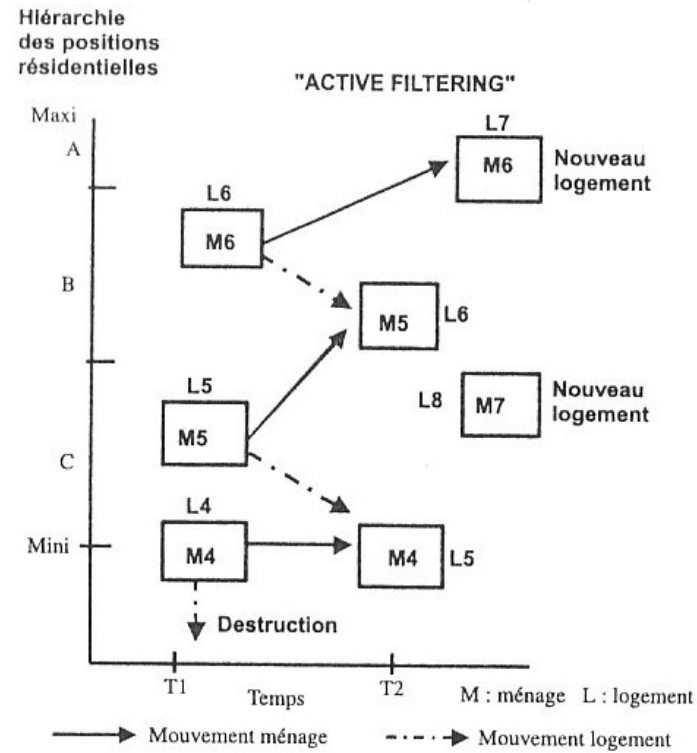 Hiérarchie
des positions
résidentielles
"ACTIVE FILTERING"
Maxi
A
B
C
Mini
L7
M6
Nouveau
logement
L6
M6
M5
L6
L5
M5
L8
M7
Nouveau
logement
L4
M4
M4
L5
Destruction
T1
Temps
T2
M : ménage L : logement
Mouvement ménage
Mouvement logement